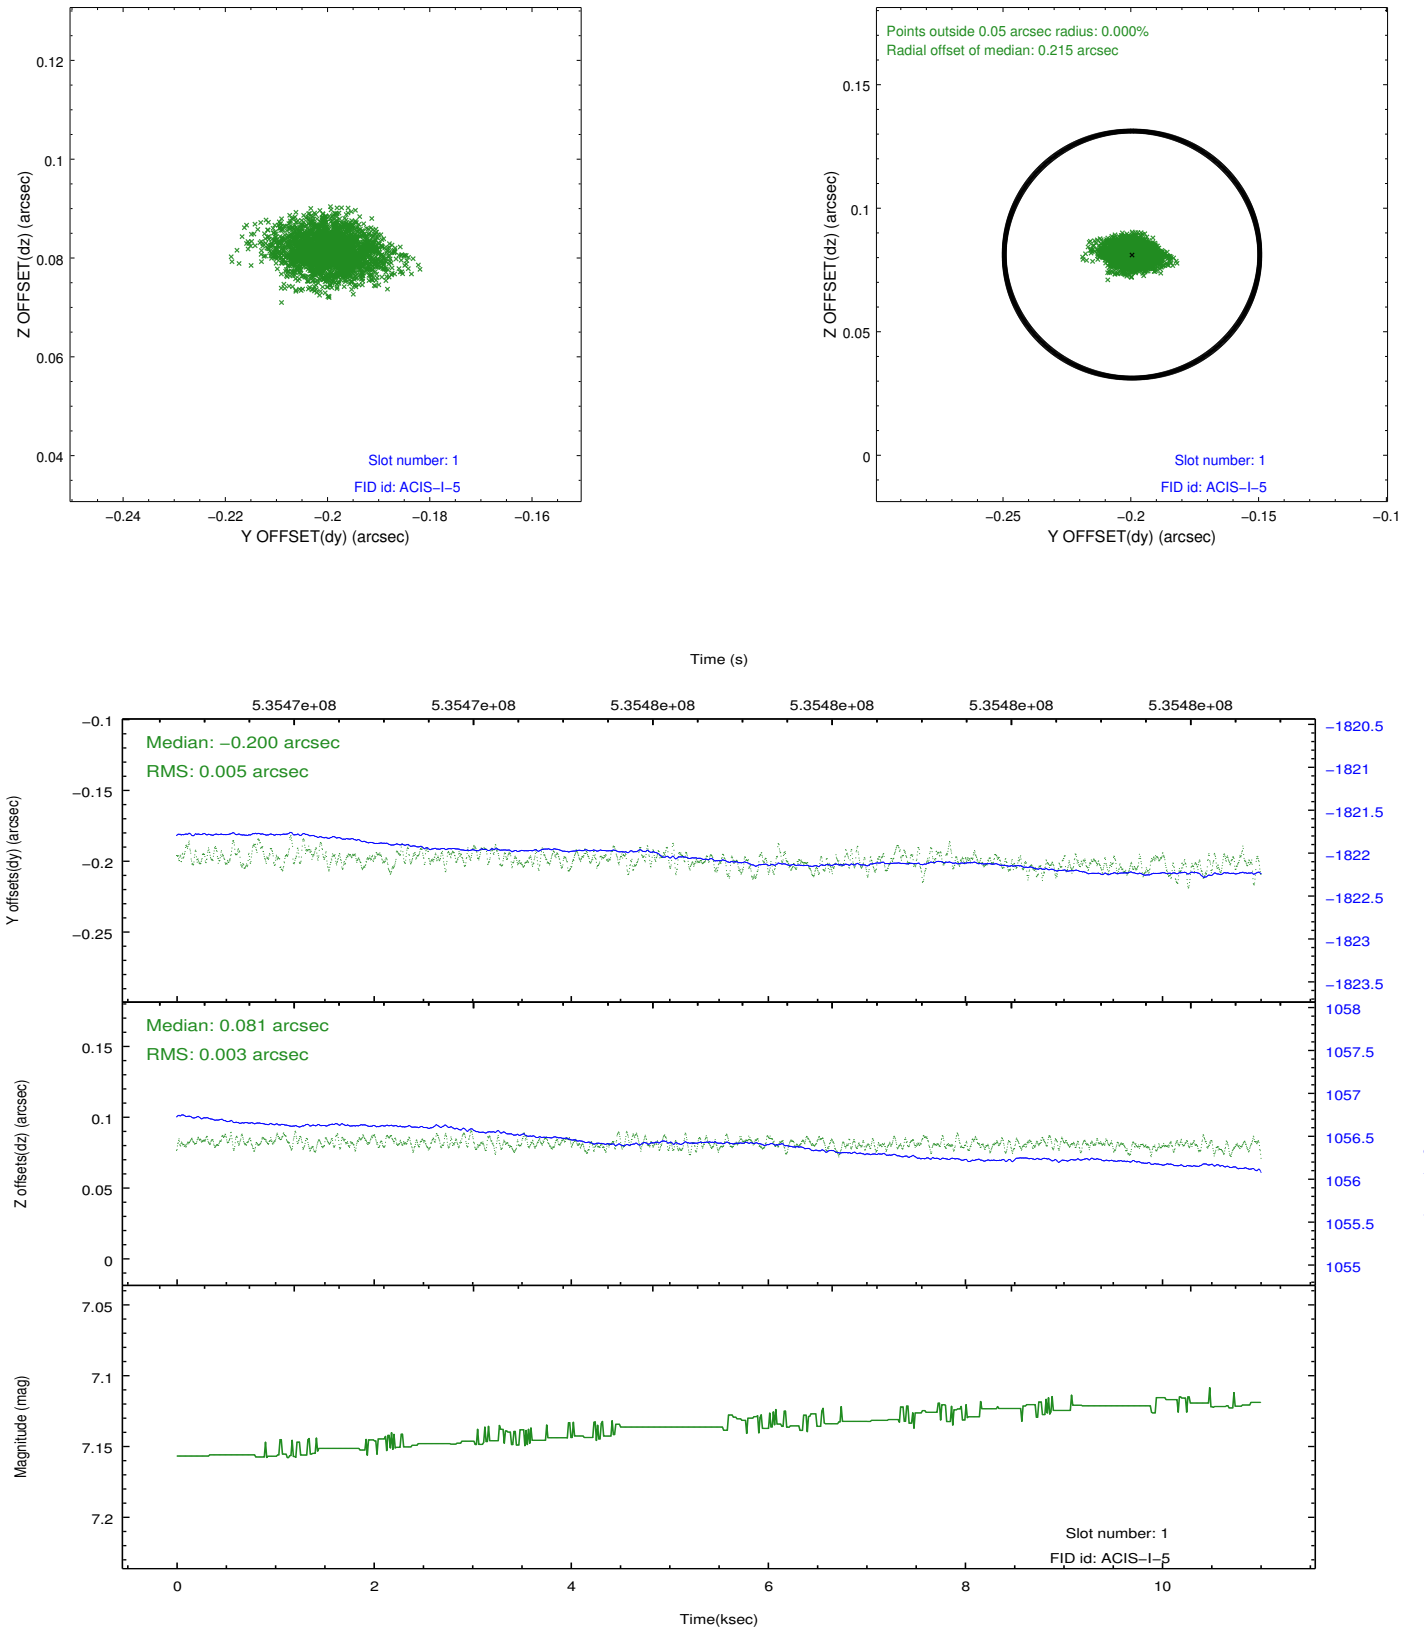 0.12
0.1
0.08
0.06
0.04
Z OFFSET(dz) (arcsec)
Slot number: 1
FID id: ACIS−I−5
−0.24 −0.22 −0.2 −0.18 −0.16
Y OFFSET(dy) (arcsec)
Points outside 0.05 arcsec radius: 0.000%
Radial offset of median: 0.215 arcsec
0.15
0.1
0.05
0
Z OFFSET(dz) (arcsec)
Slot number: 1
FID id: ACIS−I−5
−0.25 −0.2 −0.15 −0.1
Y OFFSET(dy) (arcsec)
Time (s)
5.3547e+08 5.3547e+08 5.3548e+08 5.3548e+08 5.3548e+08 5.3548e+08
Median: −0.200 arcsec
RMS: 0.005 arcsec
−0.1
−0.15
−0.2
−0.25
Y offsets(dy) (arcsec)
−1820.5
−1821
−1821.5
−1822
−1822.5
−1823
−1823.5
Median: 0.081 arcsec
RMS: 0.003 arcsec
0.15
0.1
0.05
0
Z offsets(dz) (arcsec)
1058
1057.5
1057
1056.5
1056
1055.5
1055
7.05
7.1
7.15
7.2
Magnitude (mag)
Slot number: 1
FID id: ACIS−I−5
0 2 4 6 8 10
Time(ksec)